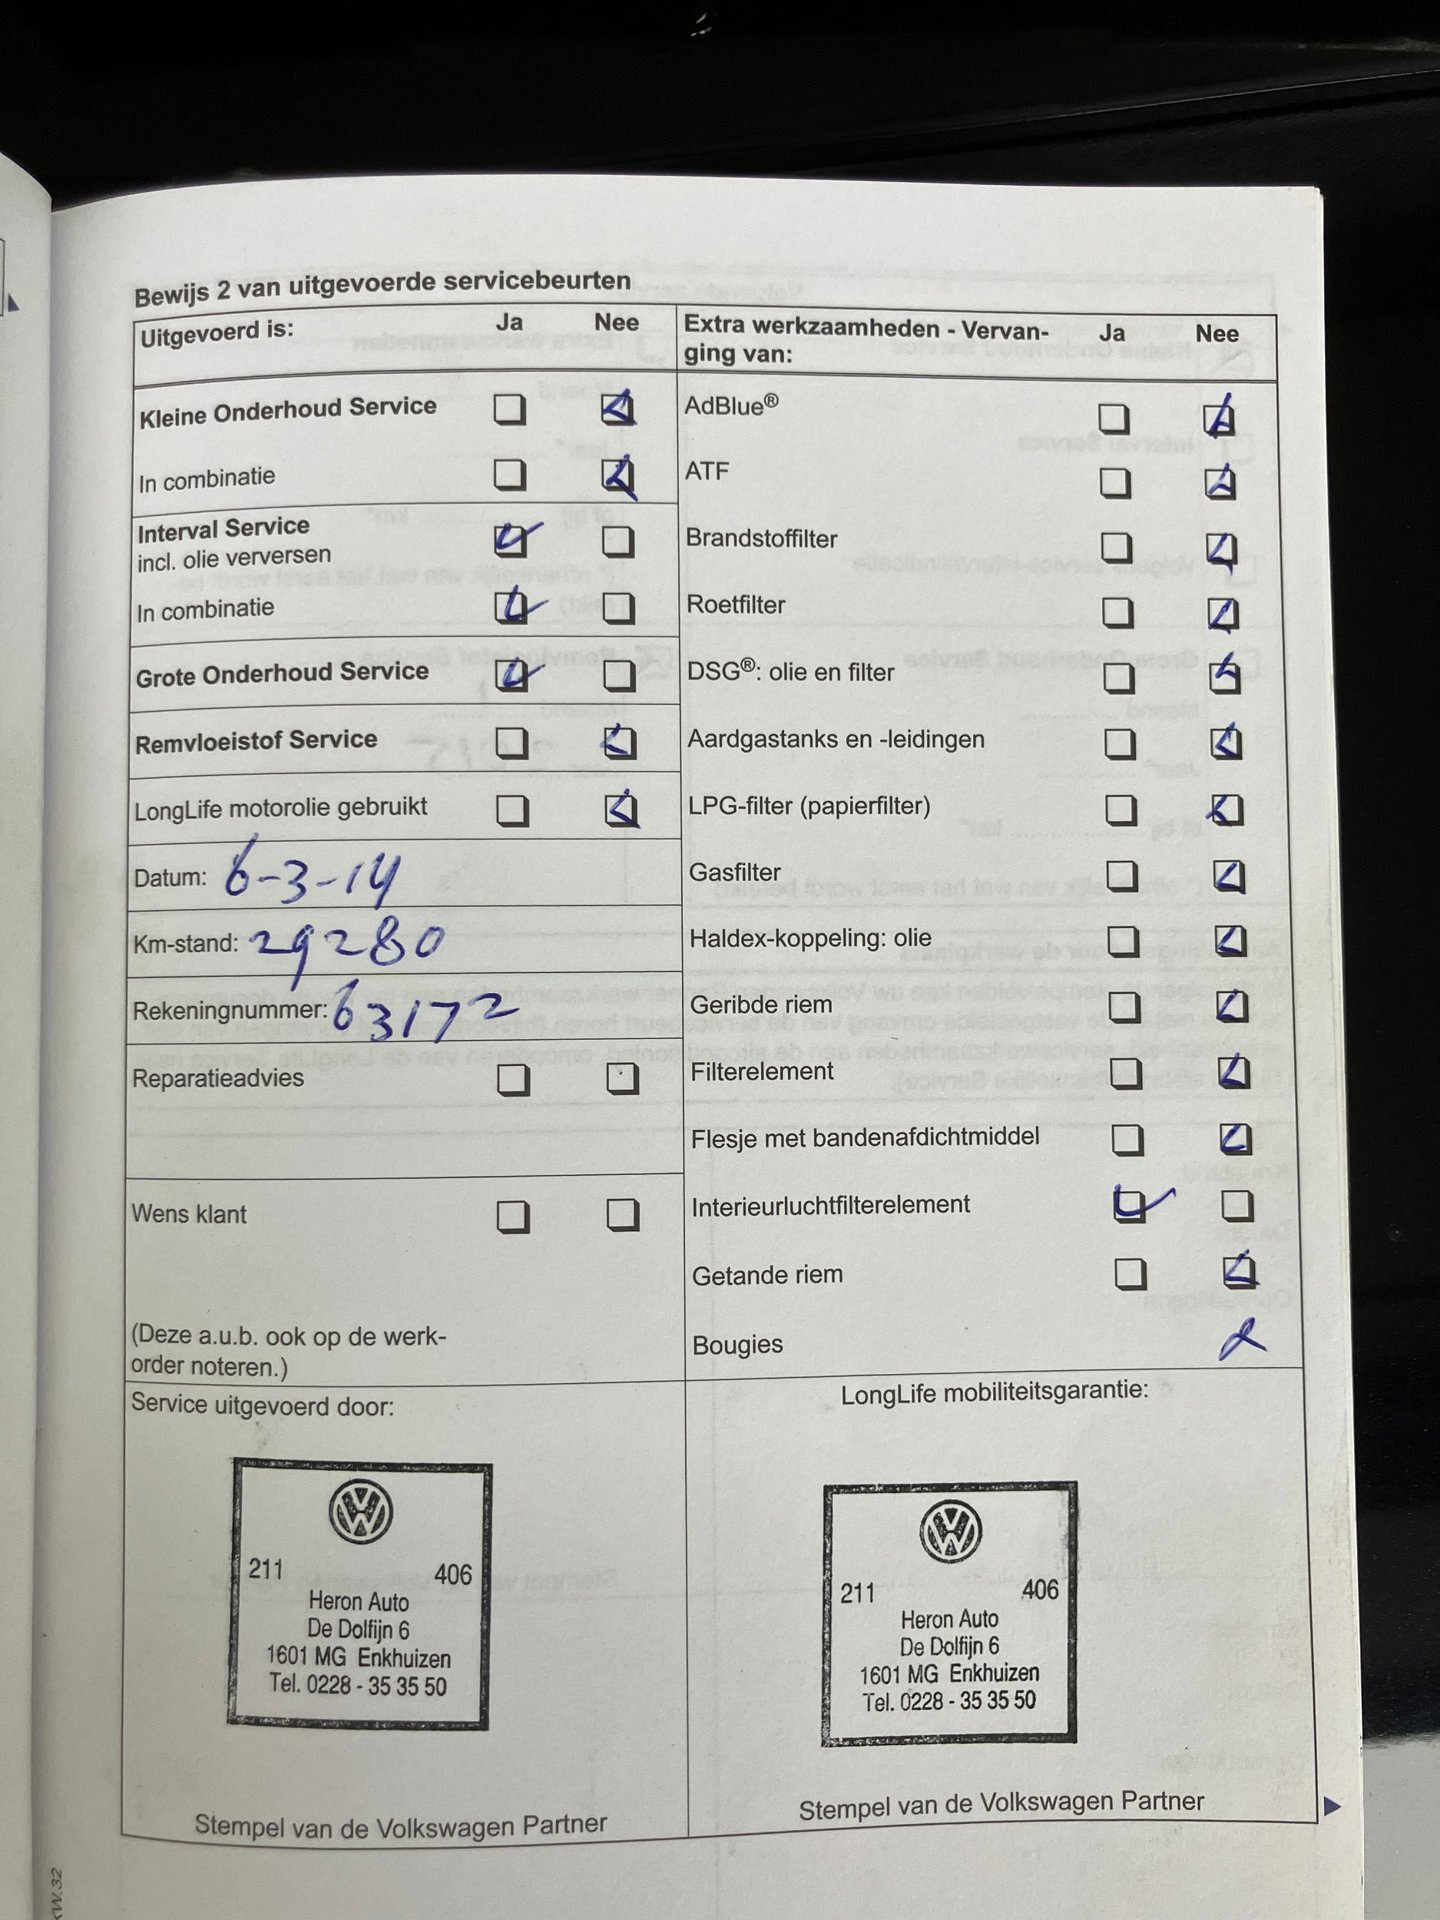 Bewijs 2 van uitgevoerde servicebeurten
Uitgevoerd is: Ja Nee
Kleine Onderhoud Service
In combinatie
Interval Service
incl. olie verversen
In combinatie
Grote Onderhoud Service
Remvloeistof Service
LongLife motorolie gebruikt
Datum: 6-3-14
Km-stand: 29280
Rekeningnummer: 63172
Reparatieadvies
Wens klant
(Deze a.u.b. ook op de werk-
order noteren.)
Extra werkzaamheden - Vervan- Ja Nee
ging van:
AdBlue®
ATF
Brandstoffilter
Roetfilter
DSG®: olie en filter
Aardgastanks en -leidingen
LPG-filter (papierfilter)
Gasfilter
Haldex-koppeling: olie
Geribde riem
Filterelement
Flesje met bandenafdichtmiddel
Interieurluchtfilterelement
Getande riem
Bougies
Service uitgevoerd door:
211 406
Heron Auto
De Dolfijn 6
1601 MG Enkhuizen
Tel. 0228 - 35 35 50
Stempel van de Volkswagen Partner
LongLife mobiliteitsgarantie:
211 406
Heron Auto
De Dolfijn 6
1601 MG Enkhuizen
Tel. 0228 - 35 35 50
Stempel van de Volkswagen Partner